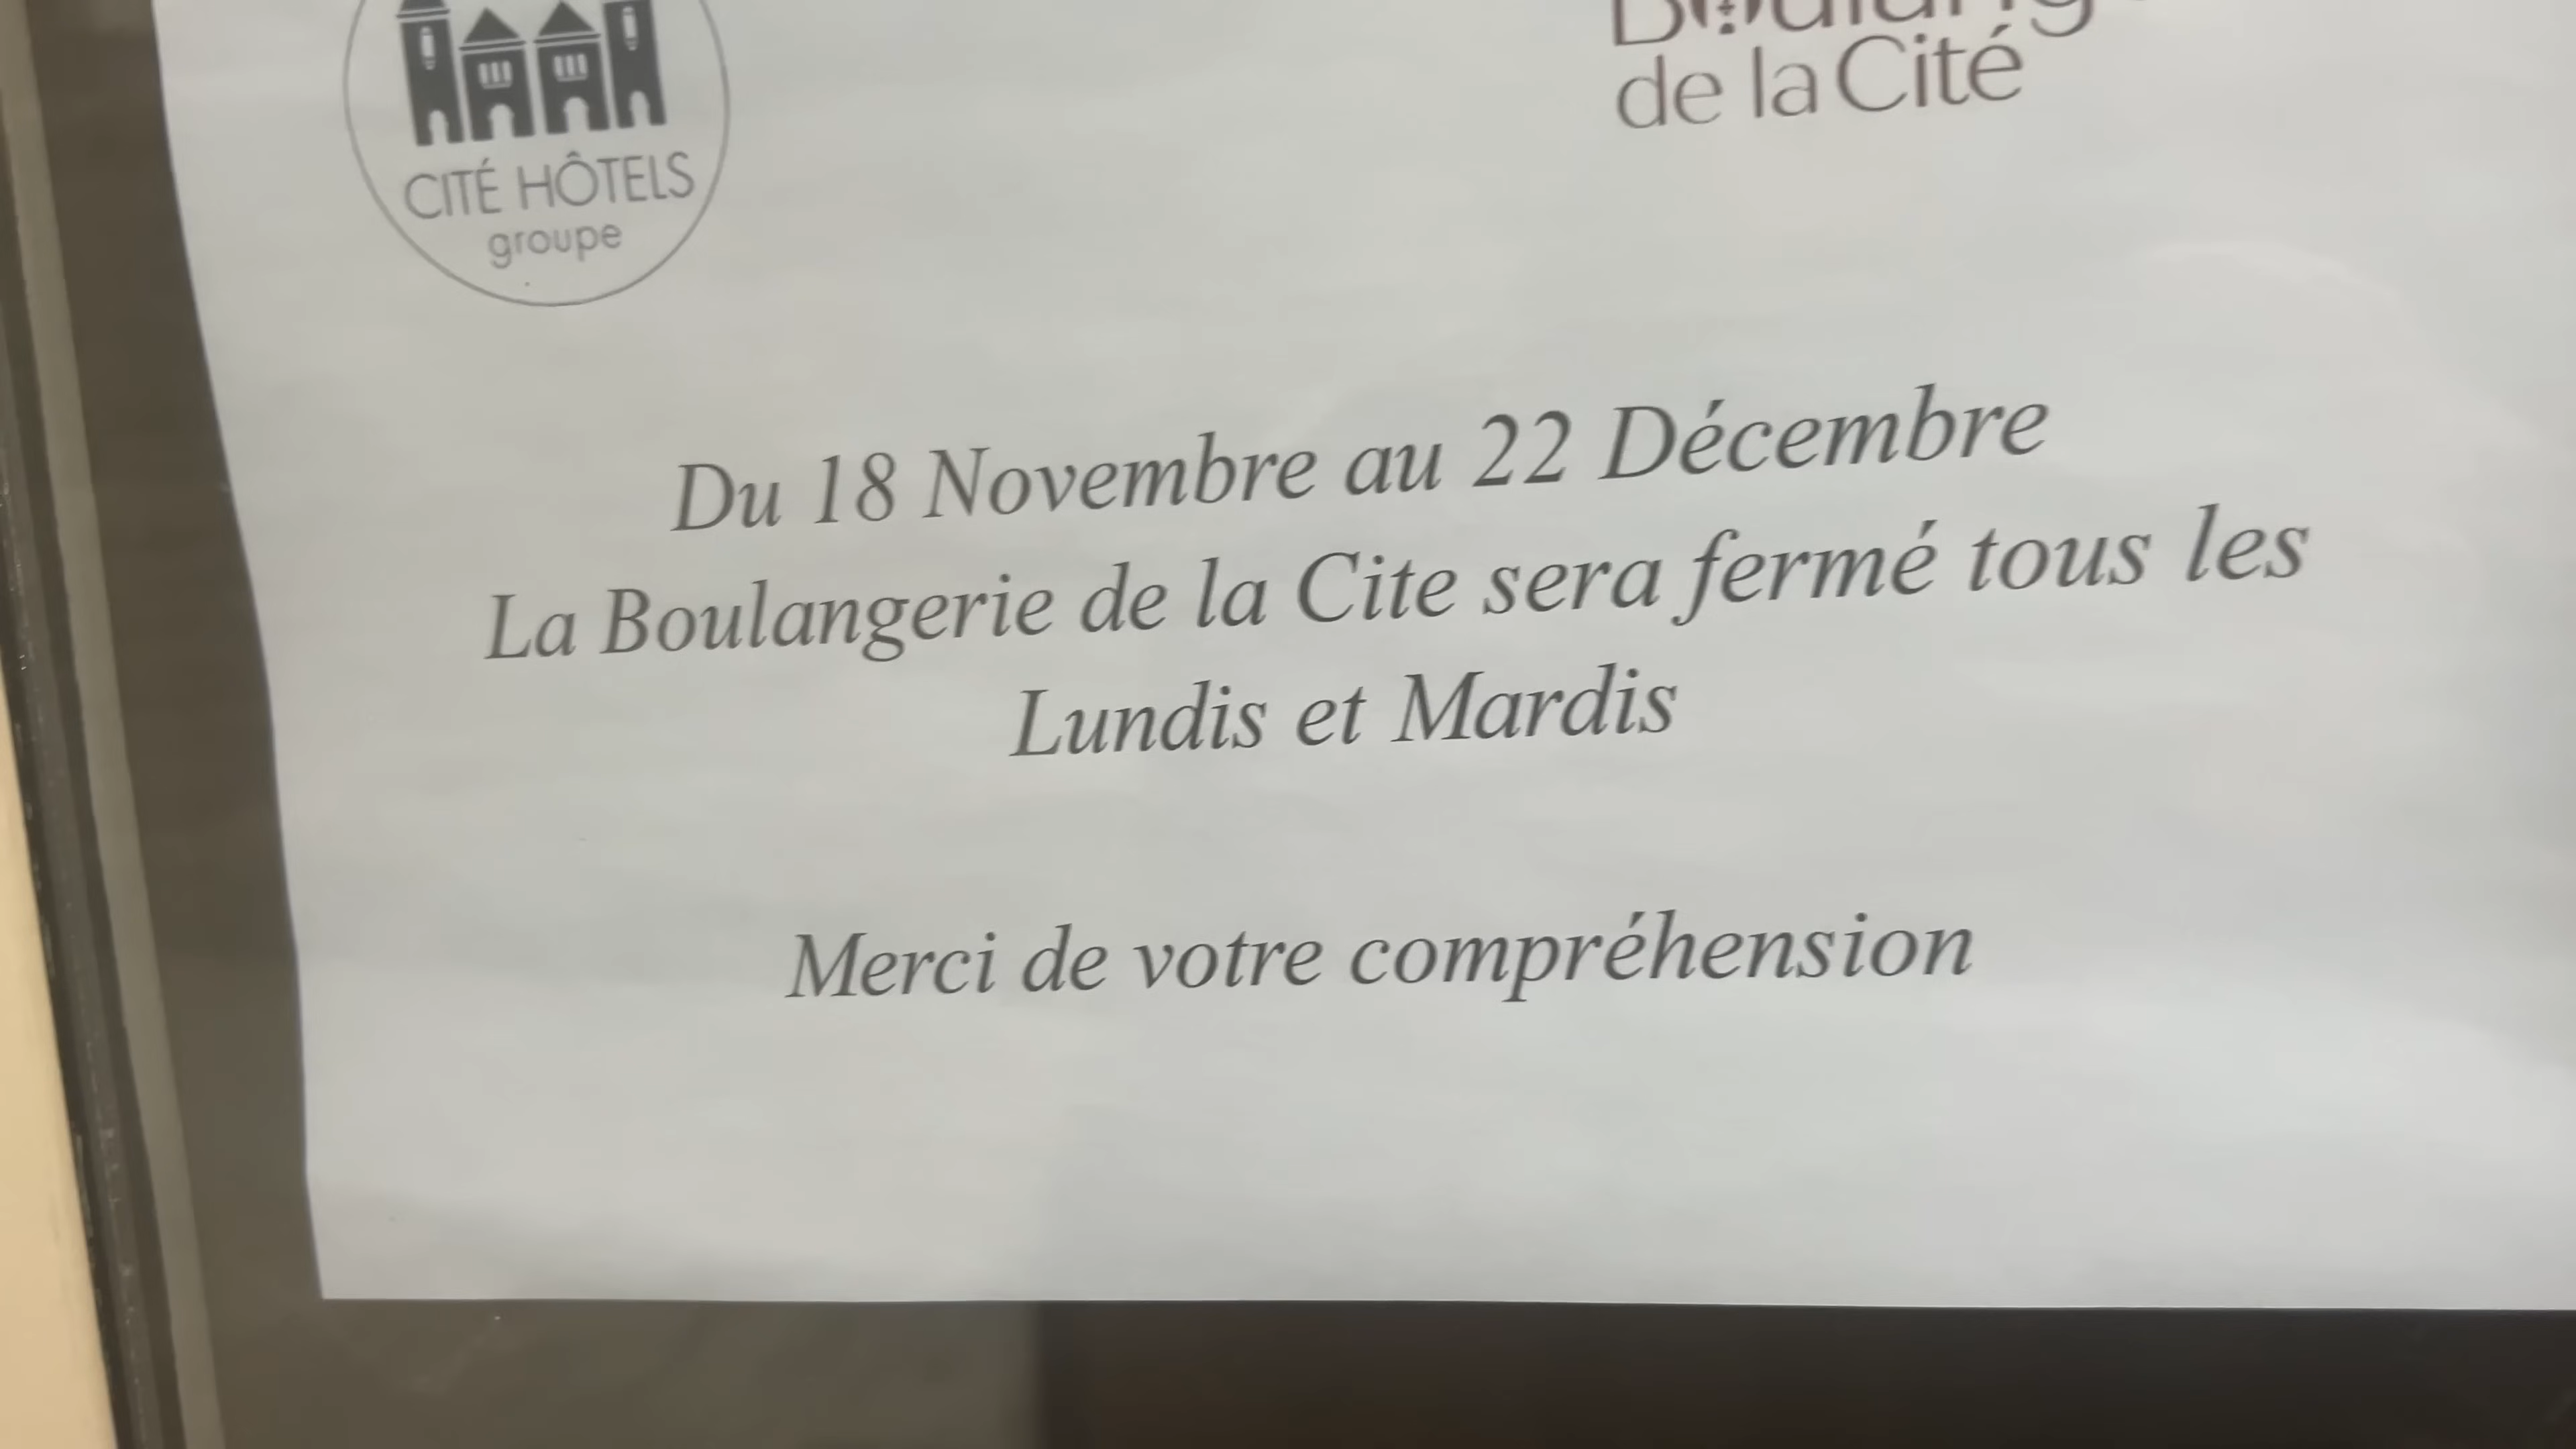 CITÉ HÔTELS
groupe
de la Cité
Du 18 Novembre au 22 Décembre
La Boulangerie de la Cite sera fermé tous les
Lundis et Mardis
Merci de votre compréhension